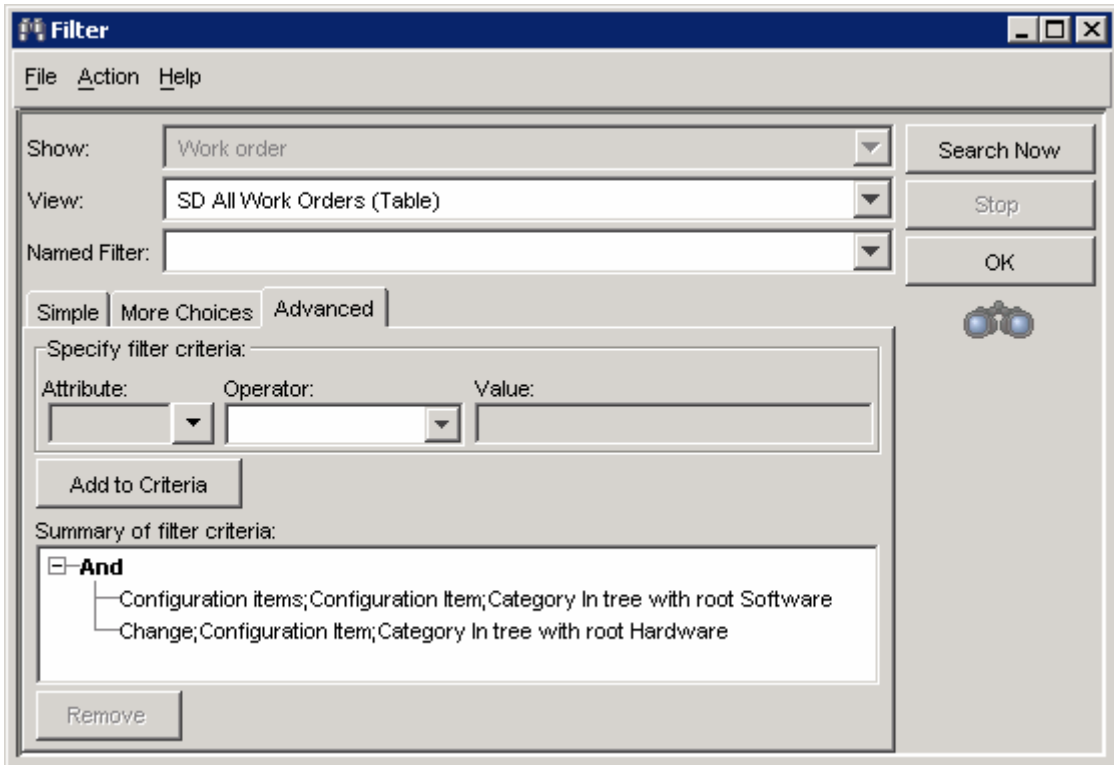 Filter
File Action Help
Show: Work order
Search Now
View: SD All Work Orders (Table)
Stop
Named Filter:
OK
Simple More Choices Advanced
Specify filter criteria:
Attribute: Operator: Value:
Add to Criteria
Summary of filter criteria:
And
Configuration items;Configuration Item;Category In tree with root Software
Change;Configuration Item;Category In tree with root Hardware
Remove